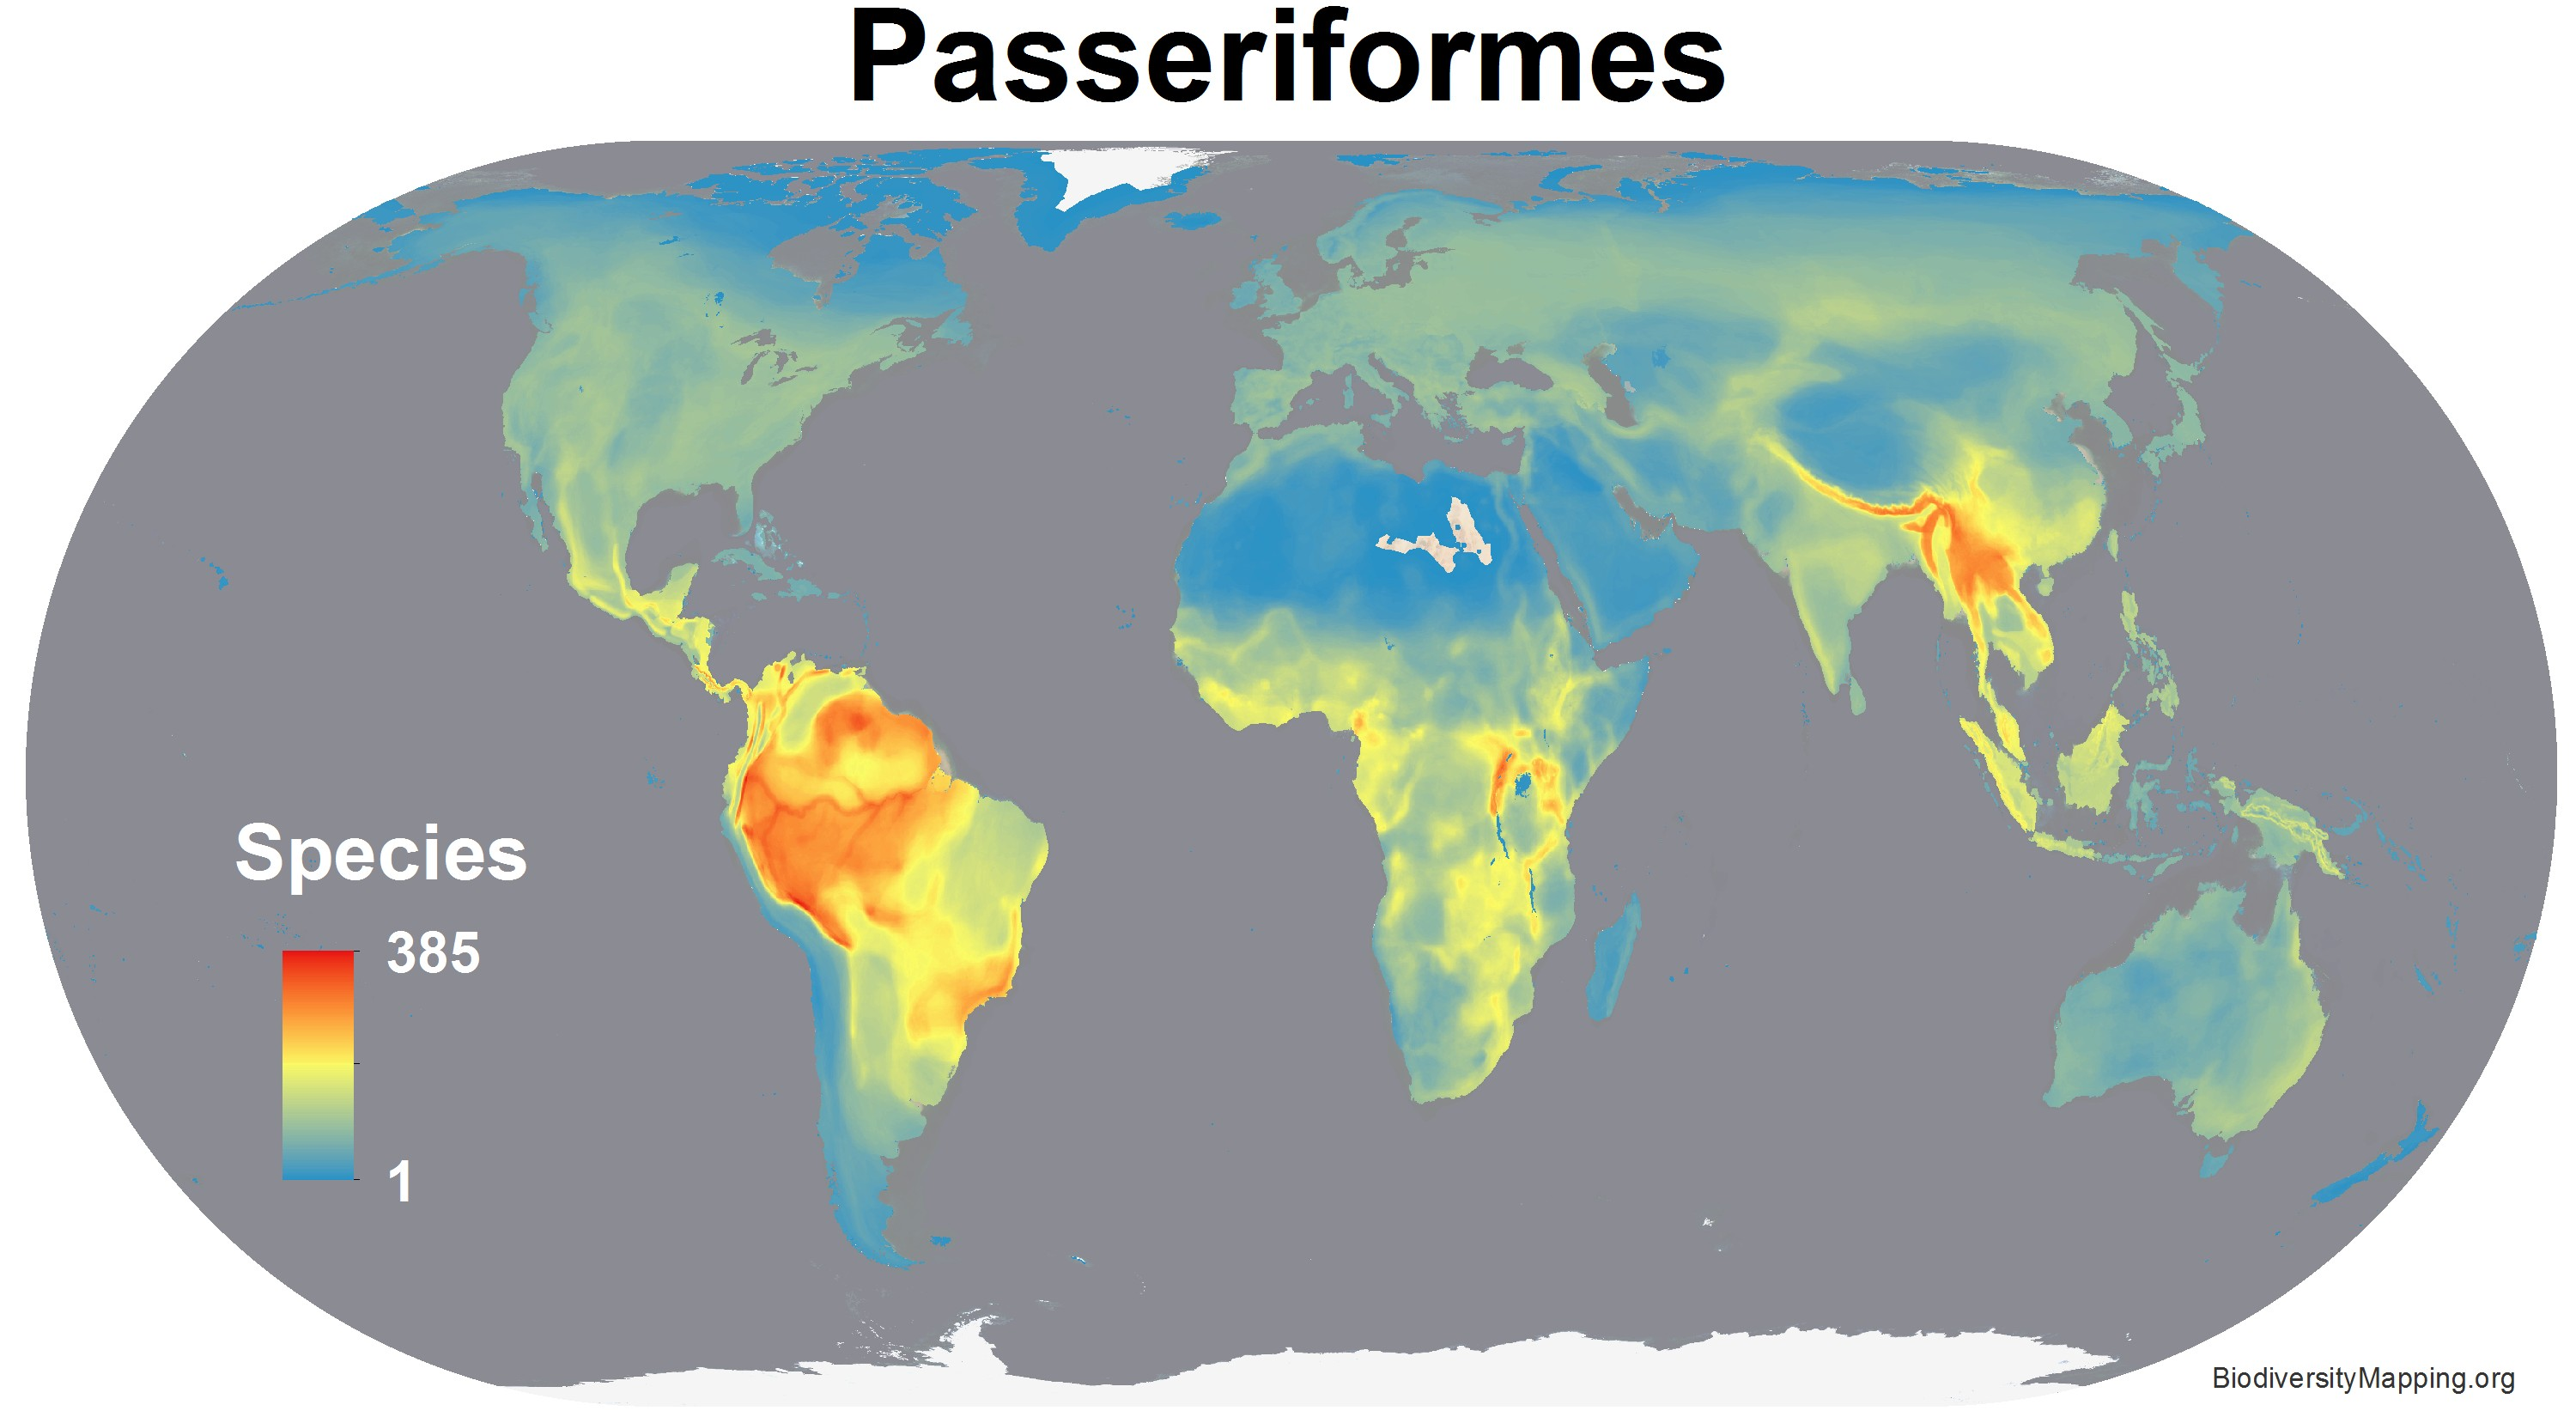 Passeriformes
Species
385
1
BiodiversityMapping.org